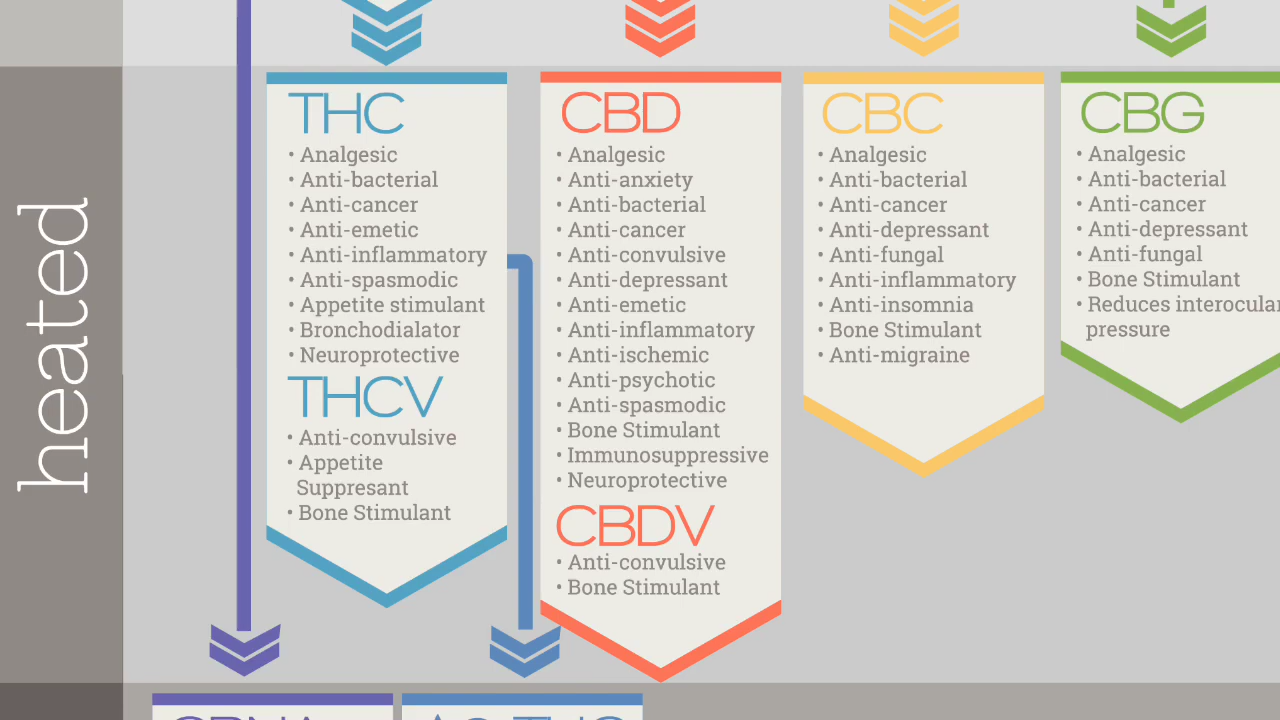 heated
THC
• Analgesic
• Anti-bacterial
• Anti-cancer
• Anti-emetic
• Anti-inflammatory
• Anti-spasmodic
• Appetite stimulant
• Bronchodialator
• Neuroprotective
THCV
• Anti-convulsive
• Appetite
Suppresant
• Bone Stimulant
CBD
• Analgesic
• Anti-anxiety
• Anti-bacterial
• Anti-cancer
• Anti-convulsive
• Anti-depressant
• Anti-emetic
• Anti-inflammatory
• Anti-ischemic
• Anti-psychotic
• Anti-spasmodic
• Bone Stimulant
• Immunosuppressive
• Neuroprotective
CBDV
• Anti-convulsive
• Bone Stimulant
CBC
• Analgesic
• Anti-bacterial
• Anti-cancer
• Anti-depressant
• Anti-fungal
• Anti-inflammatory
• Anti-insomnia
• Bone Stimulant
• Anti-migraine
CBG
• Analgesic
• Anti-bacterial
• Anti-cancer
• Anti-depressant
• Anti-fungal
• Bone Stimulant
• Reduces interocular
pressure